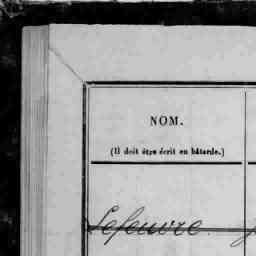 NOM.
(Il doit être écrit en bâtarde.)
Lefeuvre